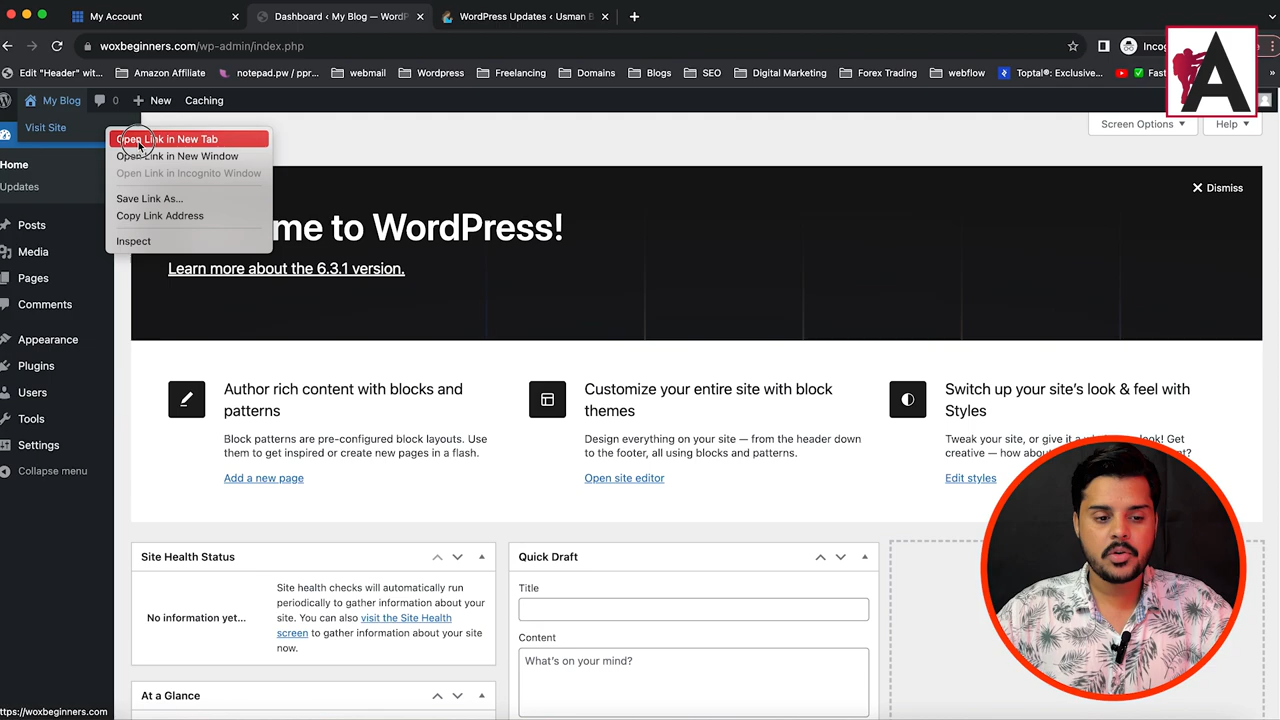 My Account
Dashboard ‹ My Blog — WordP
WordPress Updates ‹ Usman B
woxbeginners.com/wp-admin/index.php
Incog
Edit "Header" wit...
Amazon Affiliate
notepad.pw / ppr...
webmail
Wordpress
Freelancing
Domains
Blogs
SEO
Digital Marketing
Forex Trading
webflow
Toptal®: Exclusive...
Fast
A
My Blog
0
New
Caching
Visit Site
Screen Options
Help
Open Link in New Tab
Open Link in New Window
Open Link in Incognito Window
Save Link As...
Copy Link Address
Inspect
Home
Updates
Posts
Media
Pages
Comments
Appearance
Plugins
Users
Tools
Settings
Collapse menu
Dismiss
me to WordPress!
Learn more about the 6.3.1 version.
Author rich content with blocks and
patterns
Block patterns are pre-configured block layouts. Use
them to get inspired or create new pages in a flash.
Add a new page
Customize your entire site with block
themes
Design everything on your site — from the header down
to the footer, all using blocks and patterns.
Open site editor
Switch up your site's look & feel with
Styles
Tweak your site, or give it a wh look! Get
creative — how about nt?
Edit styles
Site Health Status
No information yet...
Site health checks will automatically run
periodically to gather information about your
site. You can also visit the Site Health
screen to gather information about your site
now.
Quick Draft
Title
Content
What's on your mind?
At a Glance
ttps://woxbeginners.com